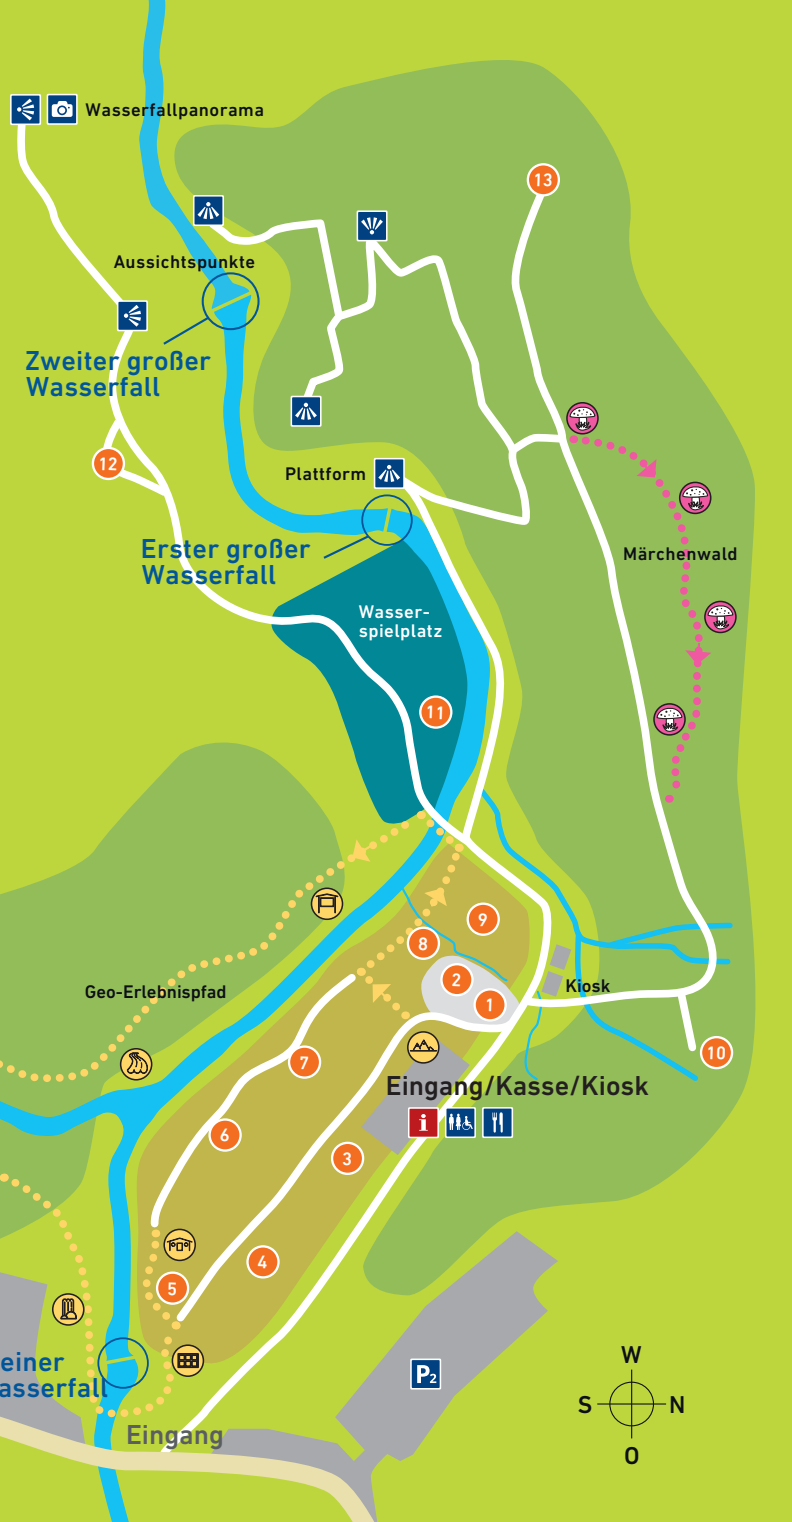 Wasserfallpanorama
13
Aussichtspunkte
Zweiter großer
Wasserfall
12
Plattform
Erster großer
Wasserfall
Märchenwald
Wasser-
spielplatz
11
9
8
2
1
Kiosk
Geo-Erlebnispfad
7
10
Eingang/Kasse/Kiosk
i
6
3
4
5
einer
asserfall
P2
W
S
N
O
Eingang